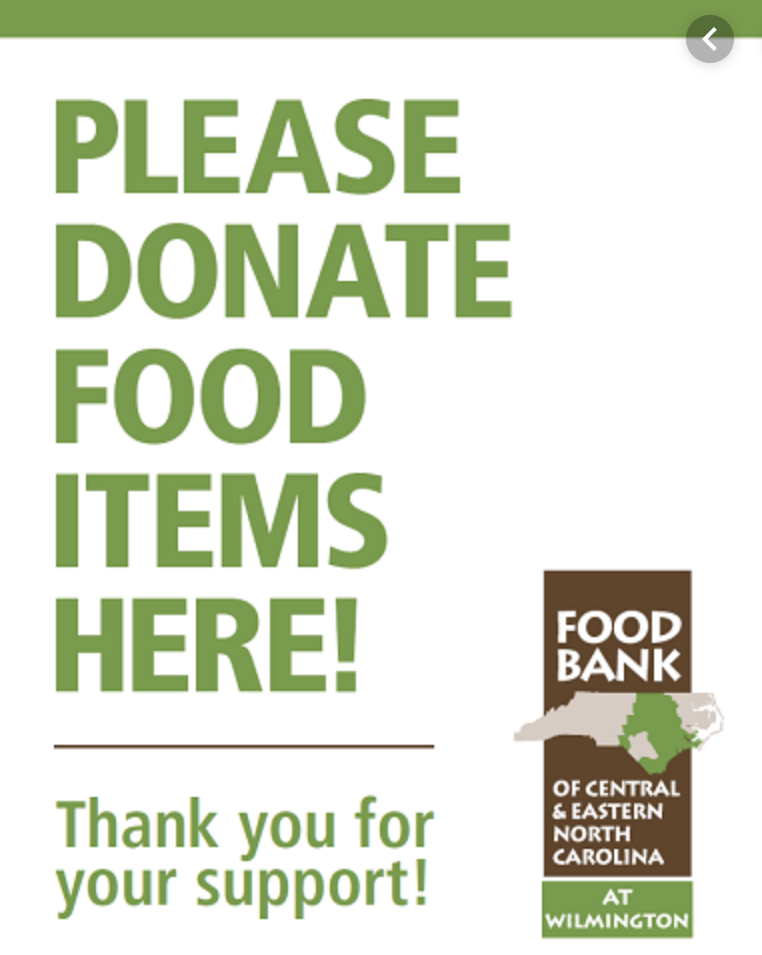 PLEASE
DONATE
FOOD
ITEMS
HERE!
Thank you for
your support!
FOOD
BANK
OF CENTRAL
& EASTERN
NORTH
CAROLINA
AT
WILMINGTON